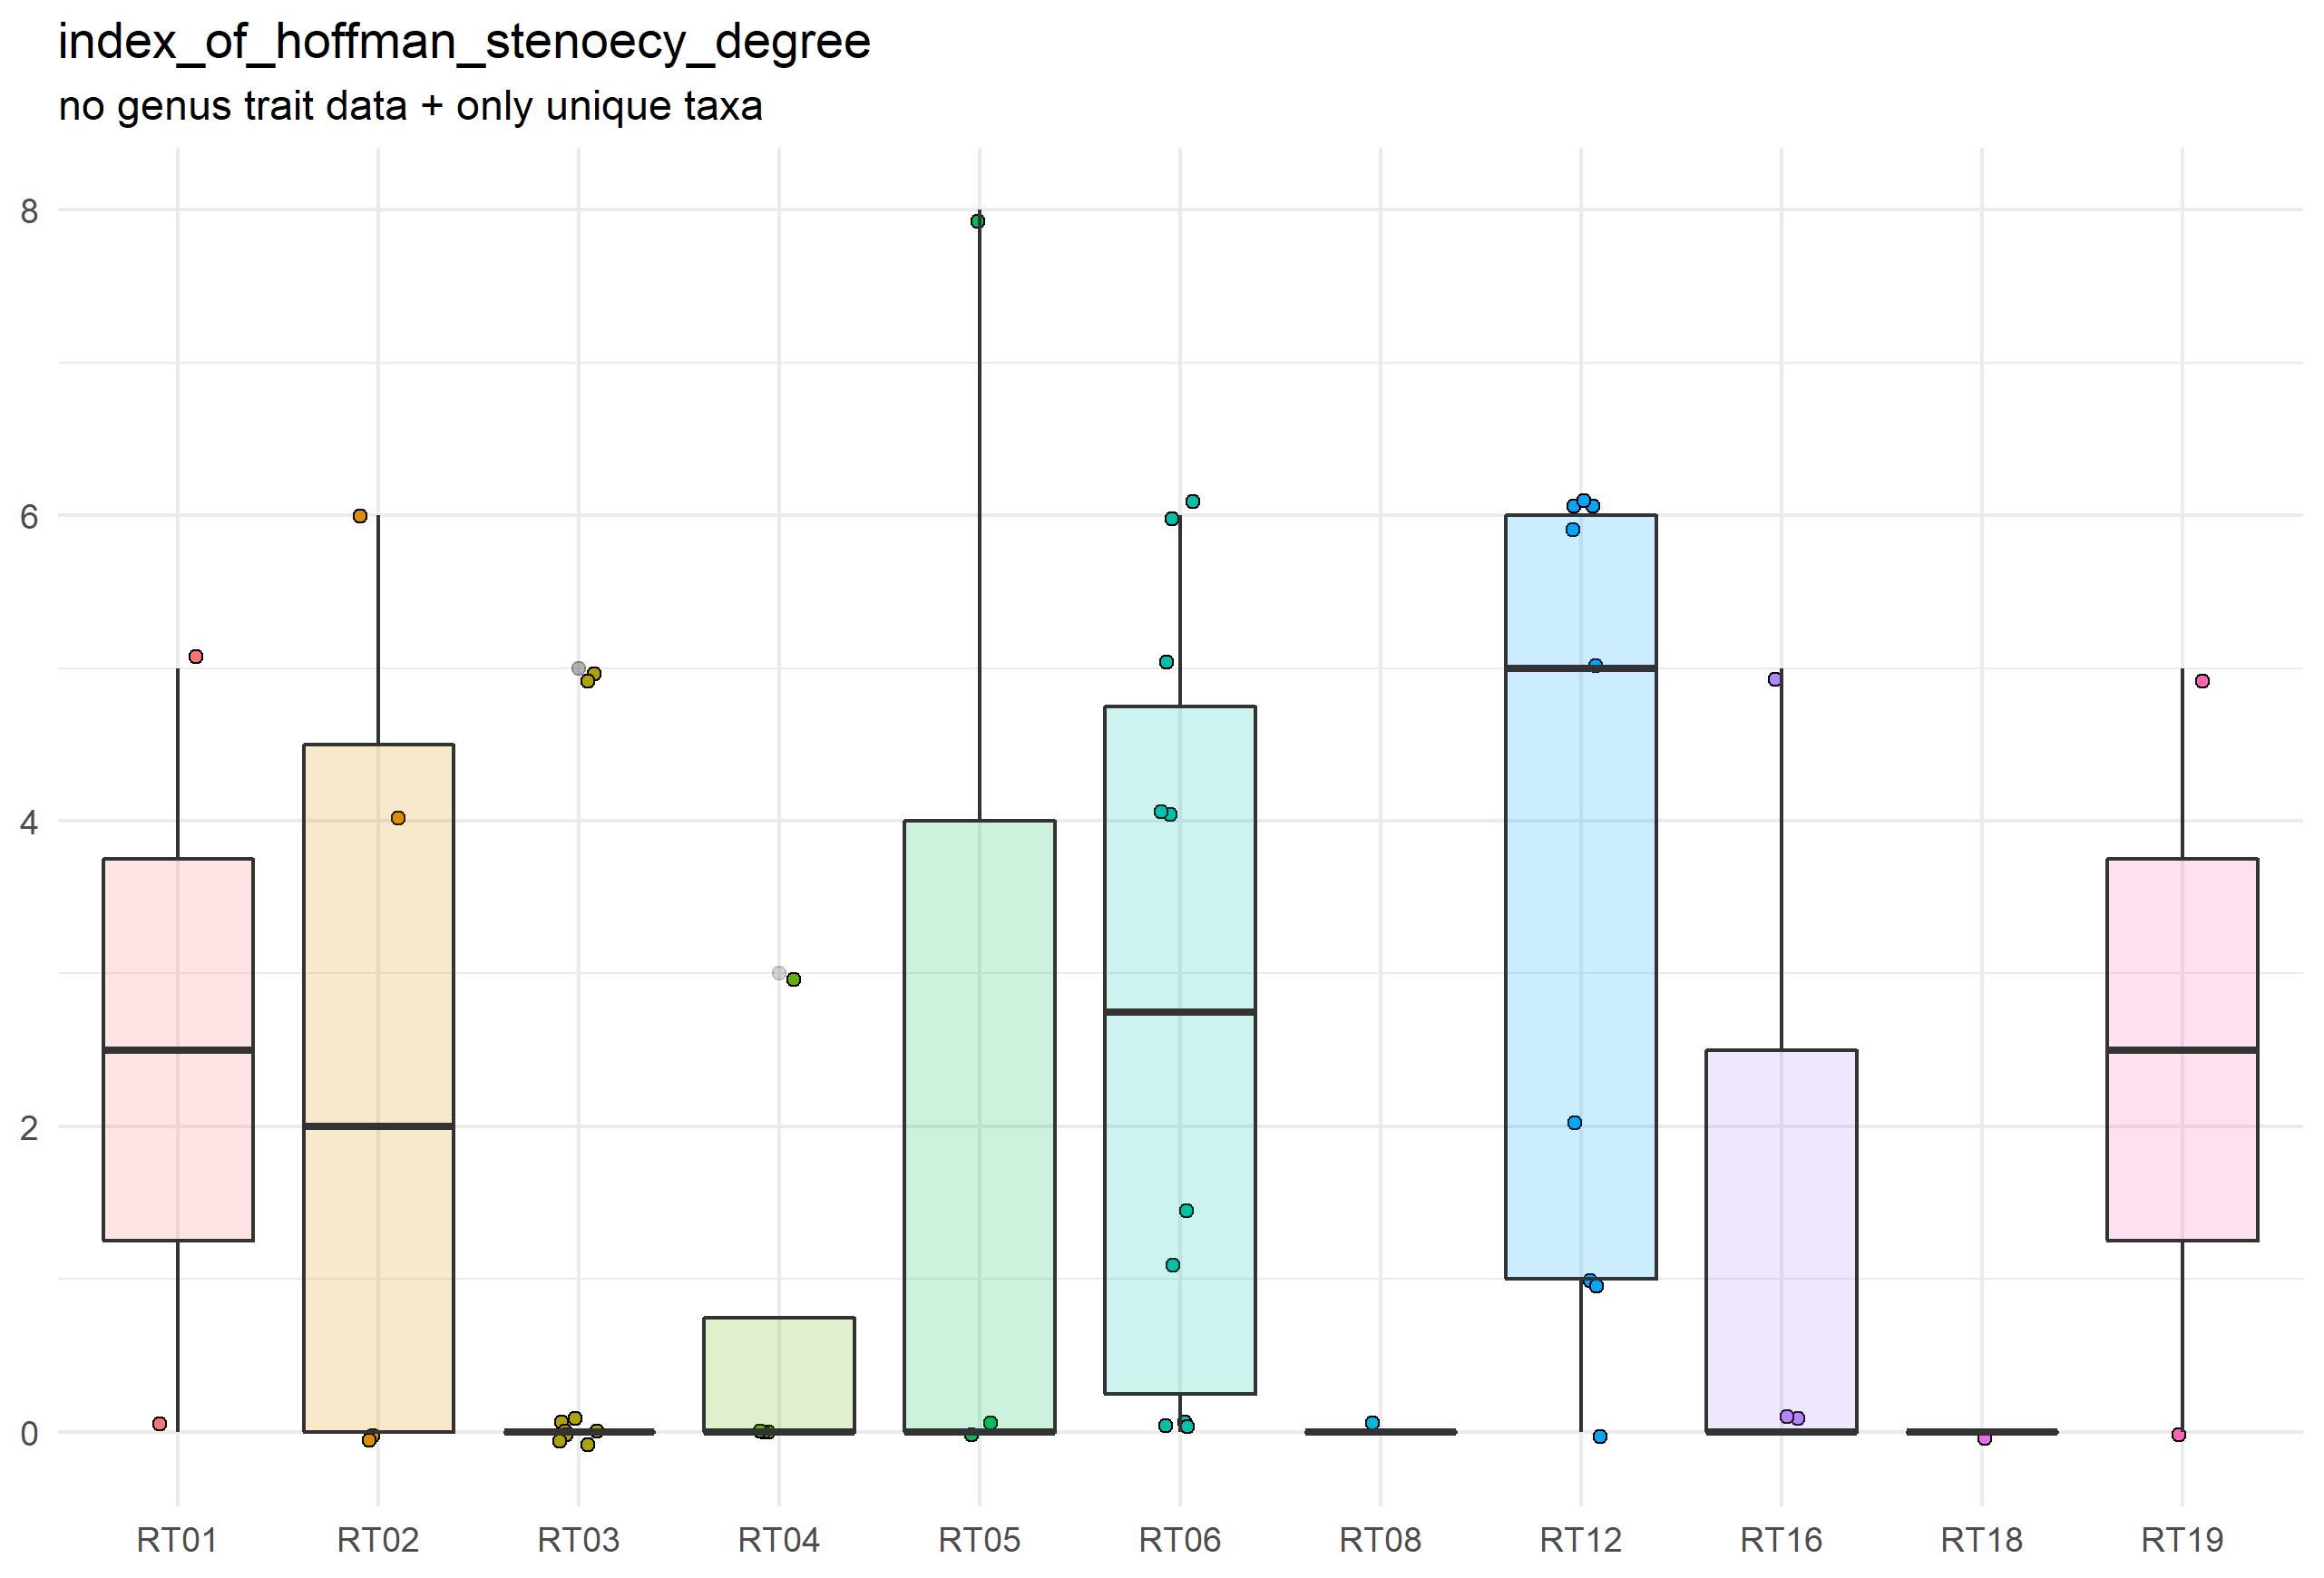 index_of_hoffman_stenoecy_degree
no genus trait data + only unique taxa
8
6
4
2
0
RT01 RT02 RT03 RT04 RT05 RT06 RT08 RT12 RT16 RT18 RT19